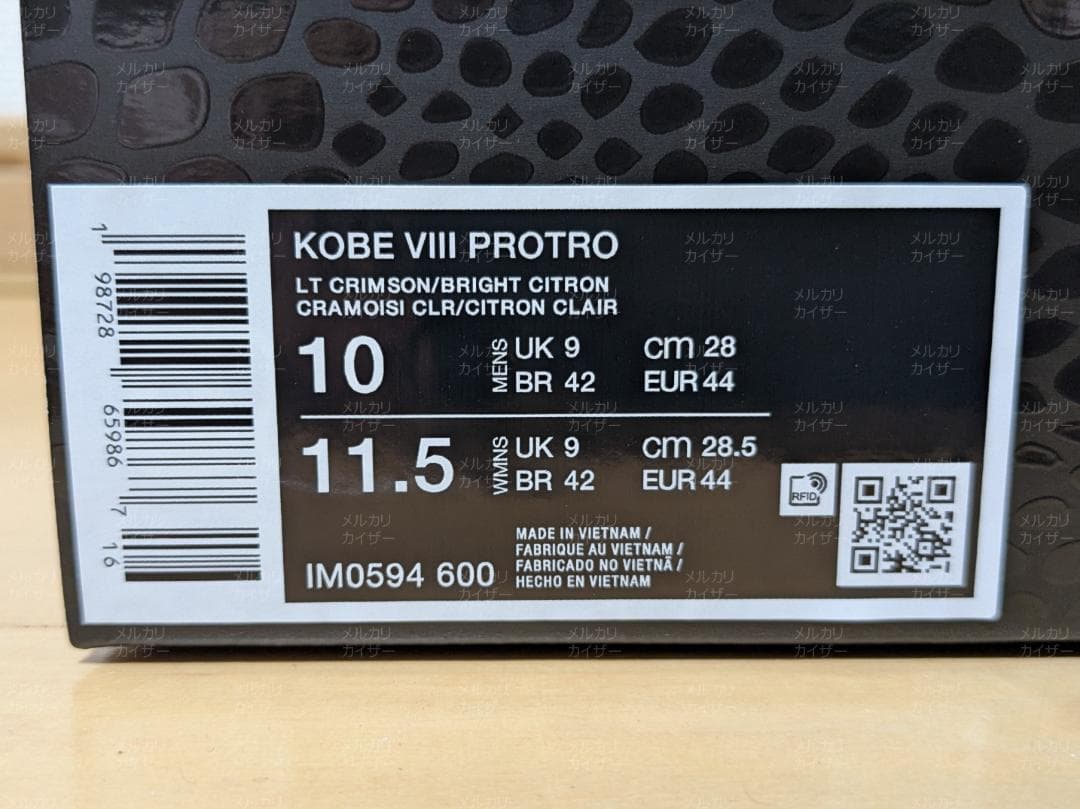 KOBE VIII PROTRO
LT CRIMSON/BRIGHT CITRON
CRAMOISI CLR/CITRON CLAIR
10
MENS
UK 9 cm 28
BR 42 EUR 44
11.5
WMNS
UK 9 cm 28.5
BR 42 EUR 44
RFID
IM0594 600
MADE IN VIETNAM /
FABRIQUE AU VIETNAM /
FABRICADO NO VIETNÃ /
HECHO EN VIETNAM
1 98728 65986 7 16
メルカリ
カイザー